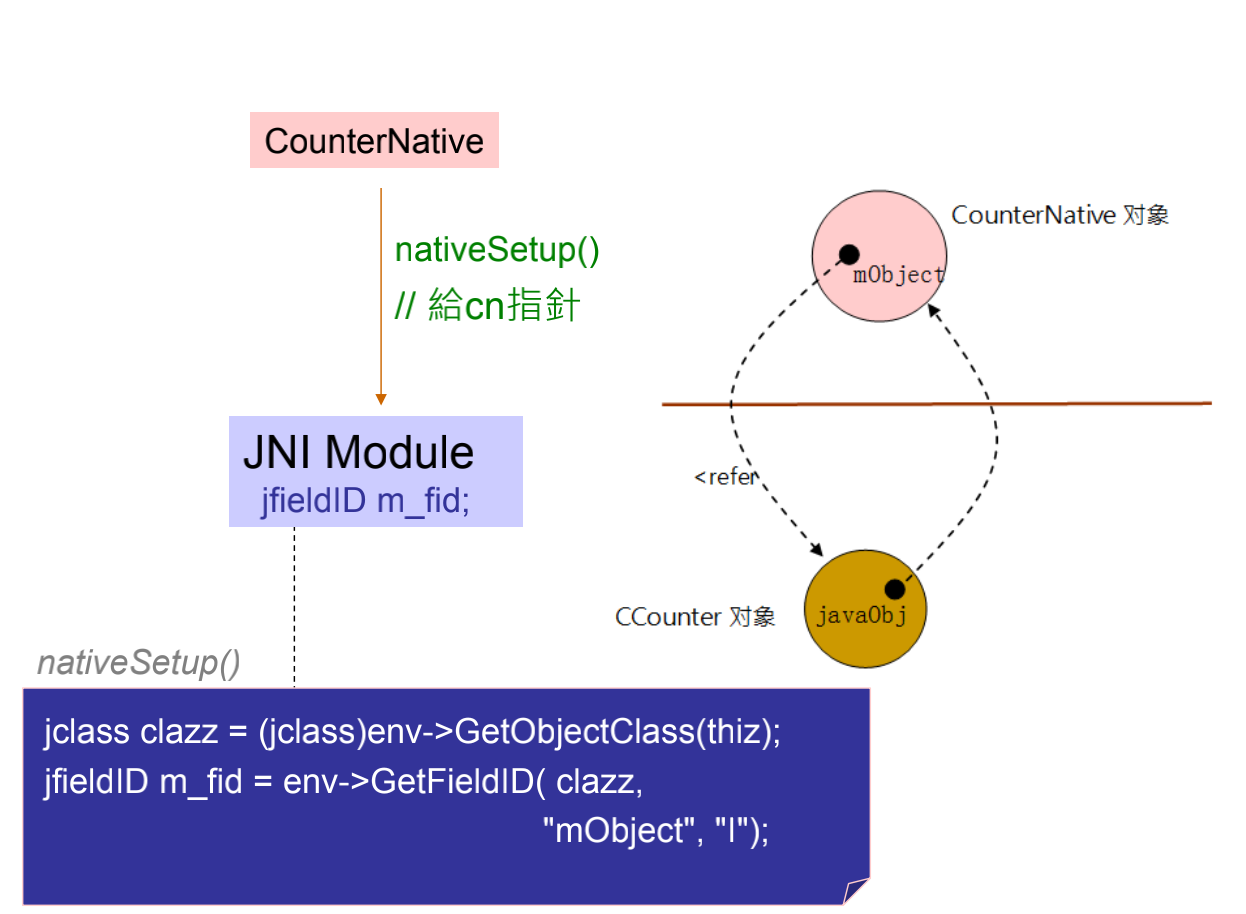 CounterNative
nativeSetup()
// 給cn指針
JNI Module
jfieldID m_fid;
CounterNative 对象
mObject
<refer
CCounter 对象
javaObj
nativeSetup()
jclass clazz = (jclass)env->GetObjectClass(thiz);
jfieldID m_fid = env->GetFieldID( clazz,
"mObject", "I");